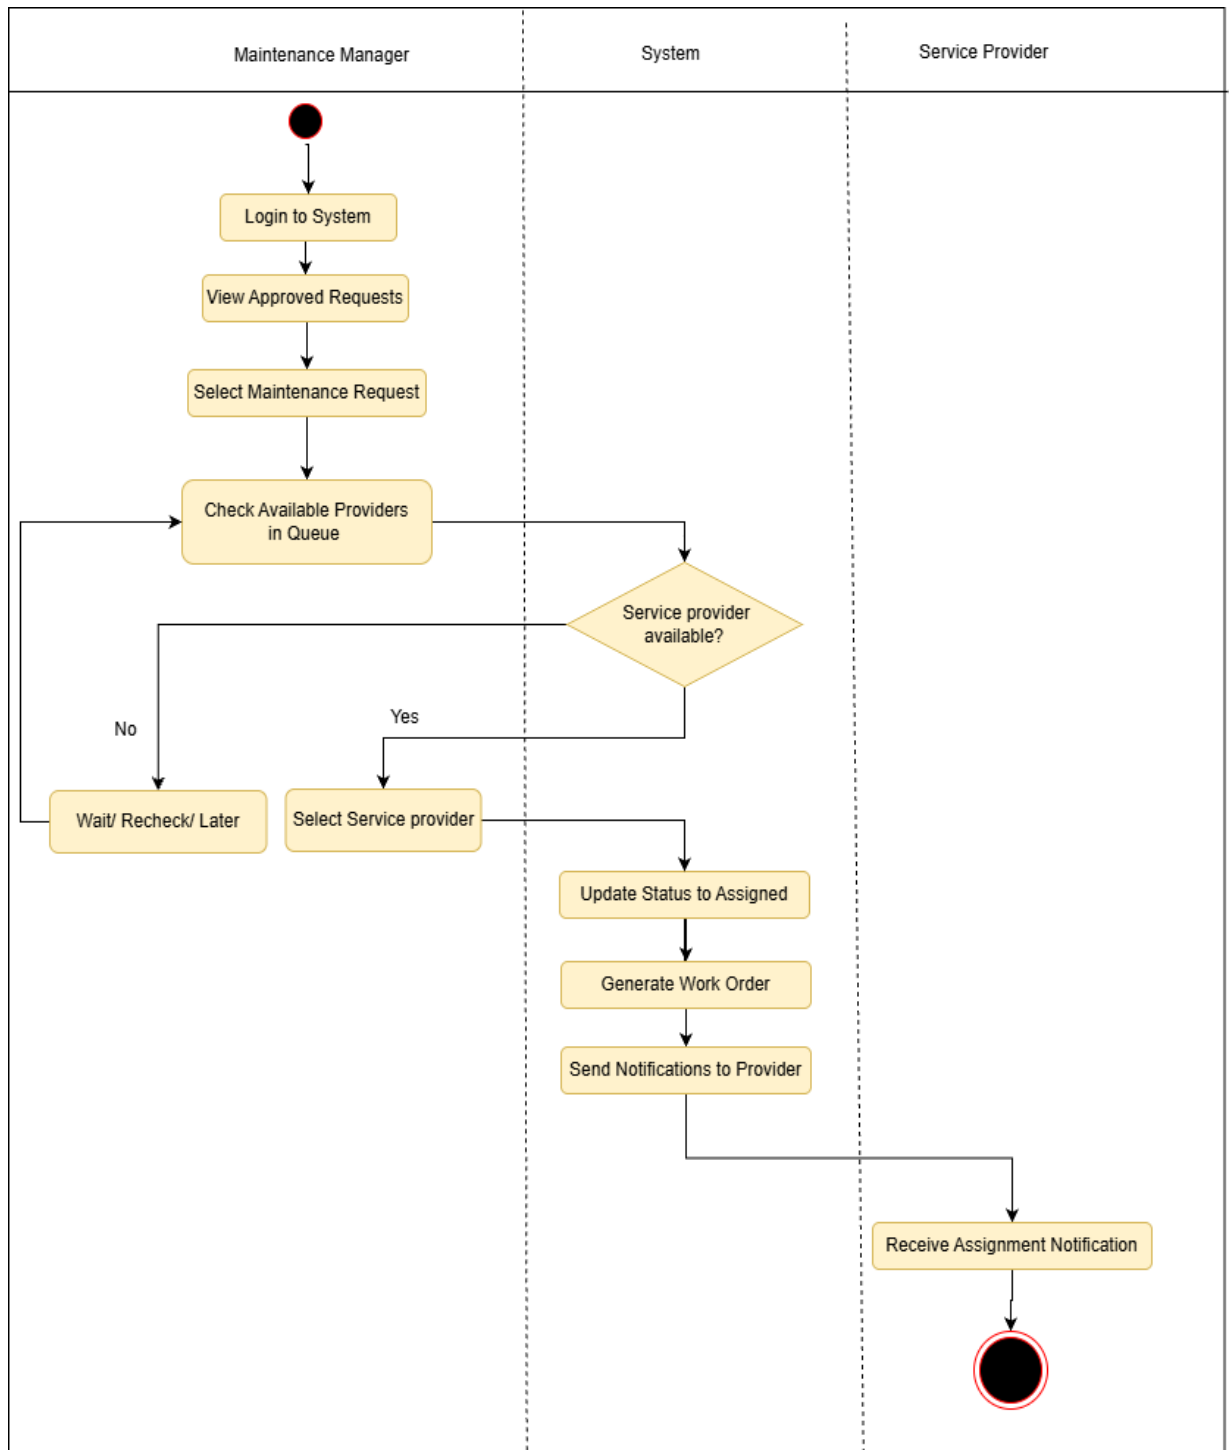 Maintenance Manager
System
Service Provider
Login to System
View Approved Requests
Select Maintenance Request
Check Available Providers
in Queue
Service provider
available?
No
Yes
Wait/ Recheck/ Later
Select Service provider
Update Status to Assigned
Generate Work Order
Send Notifications to Provider
Receive Assignment Notification